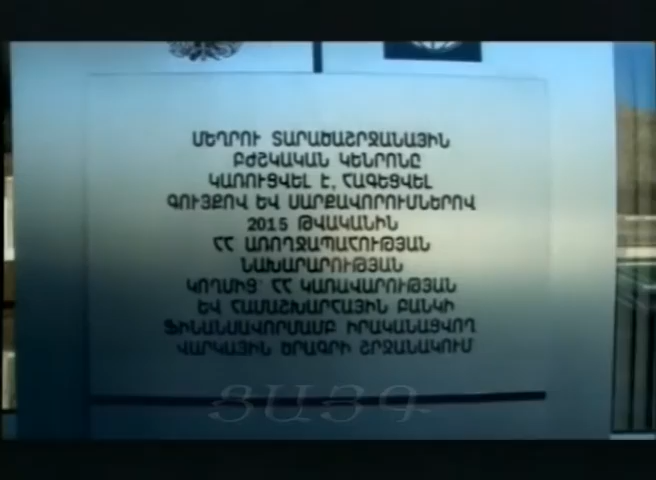 ՄԵՂՐՈՒ ՏԱՐԱԾԱՇՐՋԱՆԱՅԻՆ
ԲԺՇԿԱԿԱՆ ԿԵՆՏՐՈՆԸ
ԿԱՌՈՒՑՎԵԼ Է, ՀԱԳԵՑՎԵԼ
ԳՈՒՅՔՈՎ ԵՎ ՍԱՐՔԱՎՈՐՈՒՄՆԵՐՈՎ
2015 ԹՎԱԿԱՆԻՆ
ՀՀ ԱՌՈՂՋԱՊԱՀՈՒԹՅԱՆ
ՆԱԽԱՐԱՐՈՒԹՅԱՆ
ԿՈՂՄԻՑ՝ ՀՀ ԿԱՌԱՎԱՐՈՒԹՅԱՆ
ԵՎ ՀԱՄԱՇԽԱՐՀԱՅԻՆ ԲԱՆԿԻ
ՖԻՆԱՆՍԱՎՈՐՄԱՄԲ ԻՐԱԿԱՆԱՑՎՈՂ
ՎԱՐԿԱՅԻՆ ԾՐԱԳՐԻ ՇՐՋԱՆԱԿՈՒՄ
ՑԱՅԳ